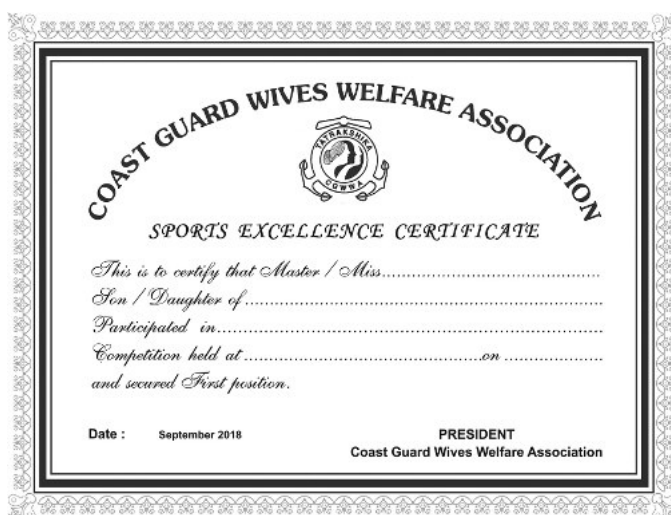 COAST GUARD WIVES WELFARE ASSOCIATION
TATRAKSHIKA
CGWWA
SPORTS EXCELLENCE CERTIFICATE
This is to certify that Master / Miss............................................
Son / Daughter of........................................................................
Participated in..............................................................................
Competition held at ................................................on ....................
and secured First position.
Date : September 2018
PRESIDENT
Coast Guard Wives Welfare Association